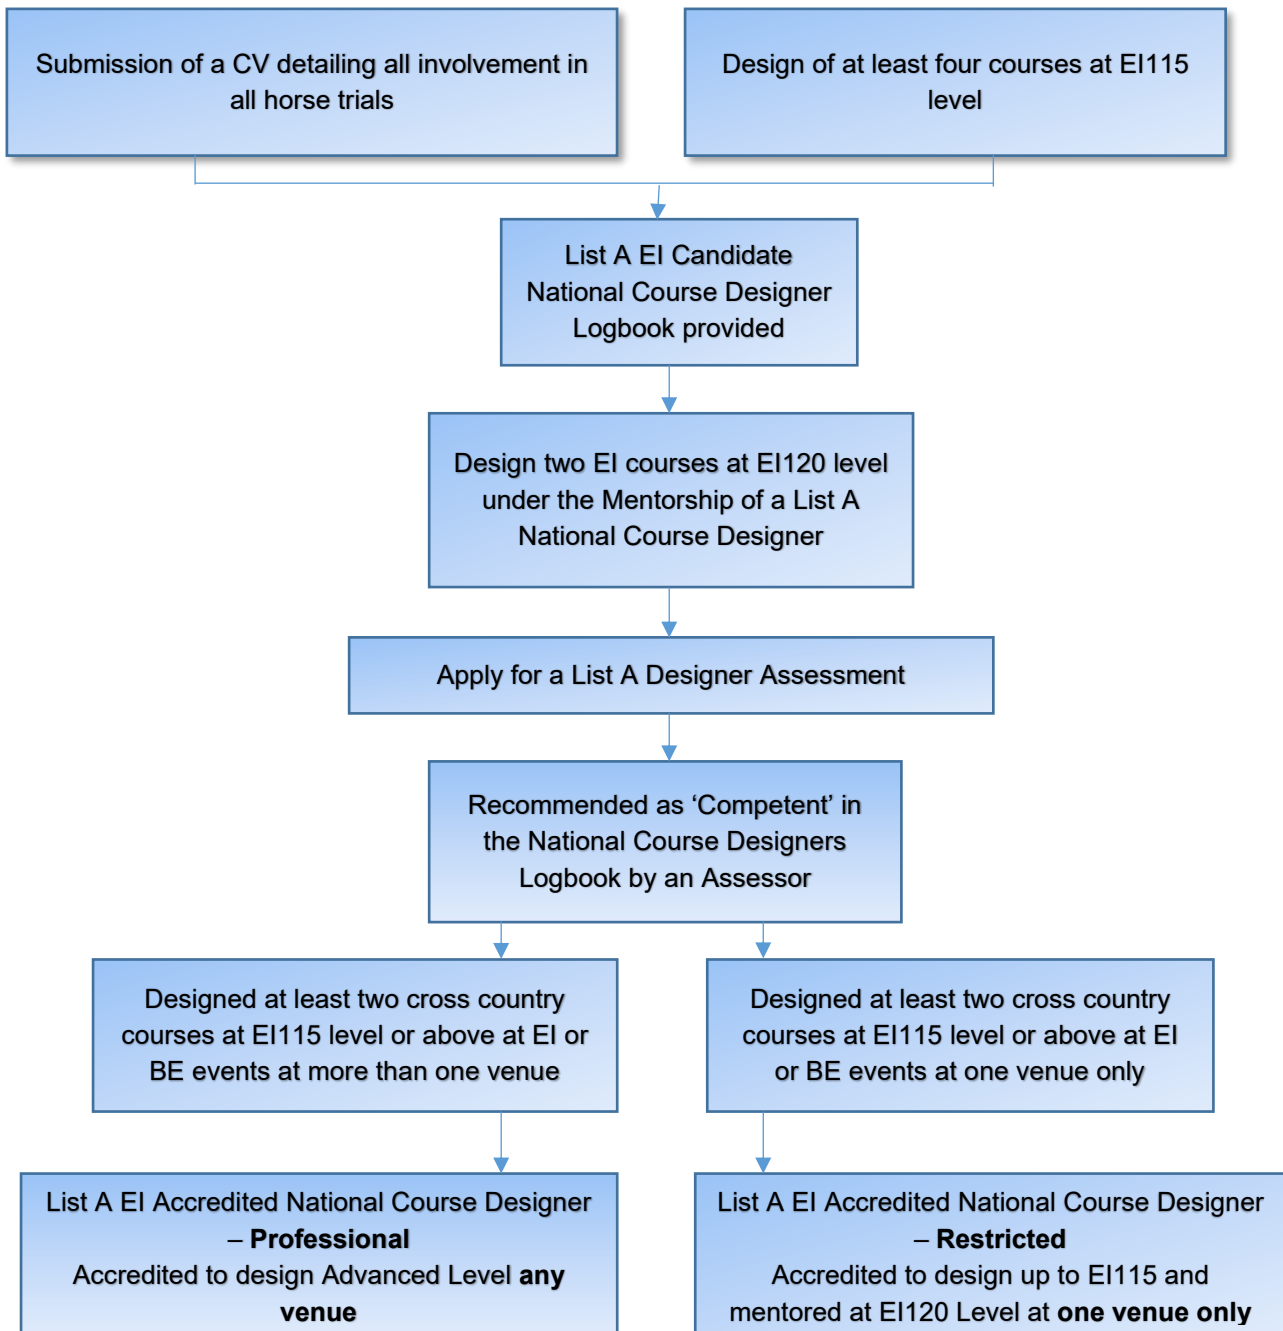 Submission of a CV detailing all involvement in
all horse trials
Design of at least four courses at EI115
level
List A EI Candidate
National Course Designer
Logbook provided
Design two EI courses at EI120 level
under the Mentorship of a List A
National Course Designer
Apply for a List A Designer Assessment
Recommended as ‘Competent’ in
the National Course Designers
Logbook by an Assessor
Designed at least two cross country
courses at EI115 level or above at EI or
BE events at more than one venue
Designed at least two cross country
courses at EI115 level or above at EI
or BE events at one venue only
List A EI Accredited National Course Designer
– Professional
Accredited to design Advanced Level any
venue
List A EI Accredited National Course Designer
– Restricted
Accredited to design up to EI115 and
mentored at EI120 Level at one venue only